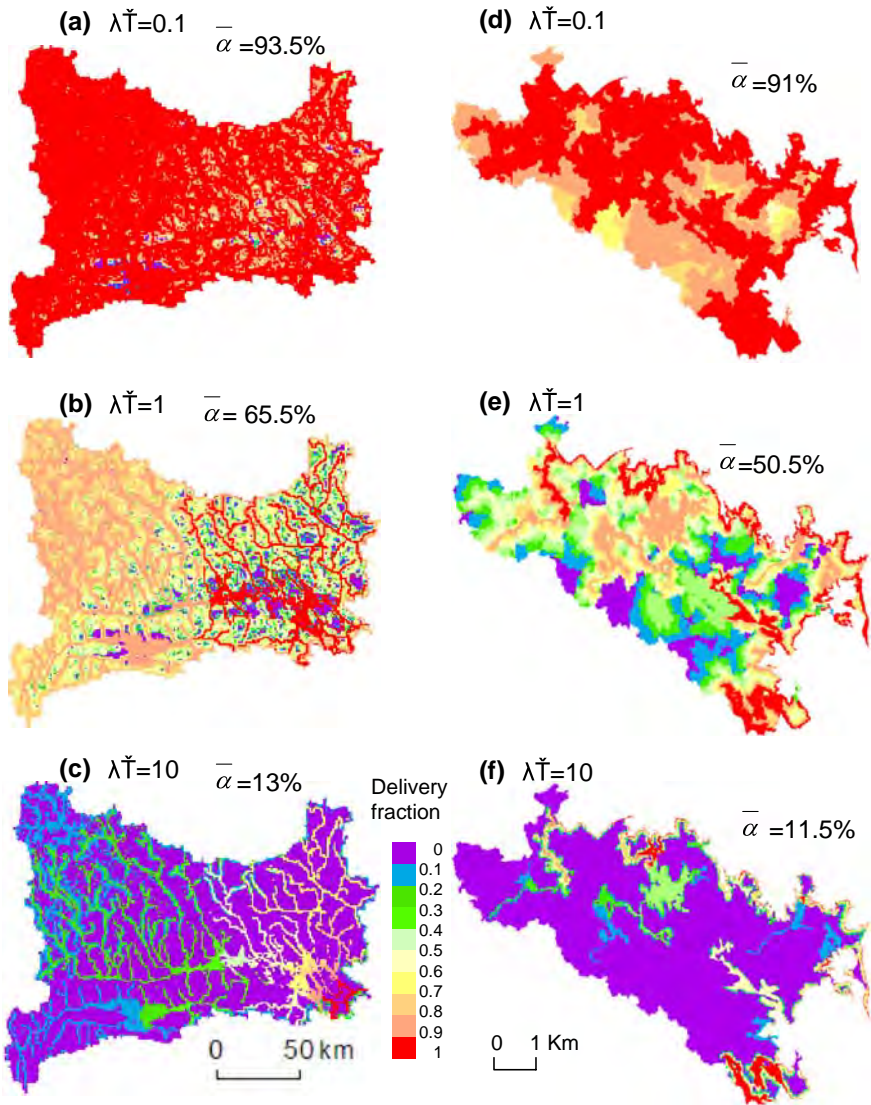 (a) λŤ=0.1
α̅ =93.5%
(d) λŤ=0.1
α̅ =91%
(b) λŤ=1
α̅ = 65.5%
(e) λŤ=1
α̅ =50.5%
(c) λŤ=10
α̅ =13%
Delivery
fraction
0
0.1
0.2
0.3
0.4
0.5
0.6
0.7
0.8
0.9
1
0 50 km
(f) λŤ=10
α̅ =11.5%
0 1 Km